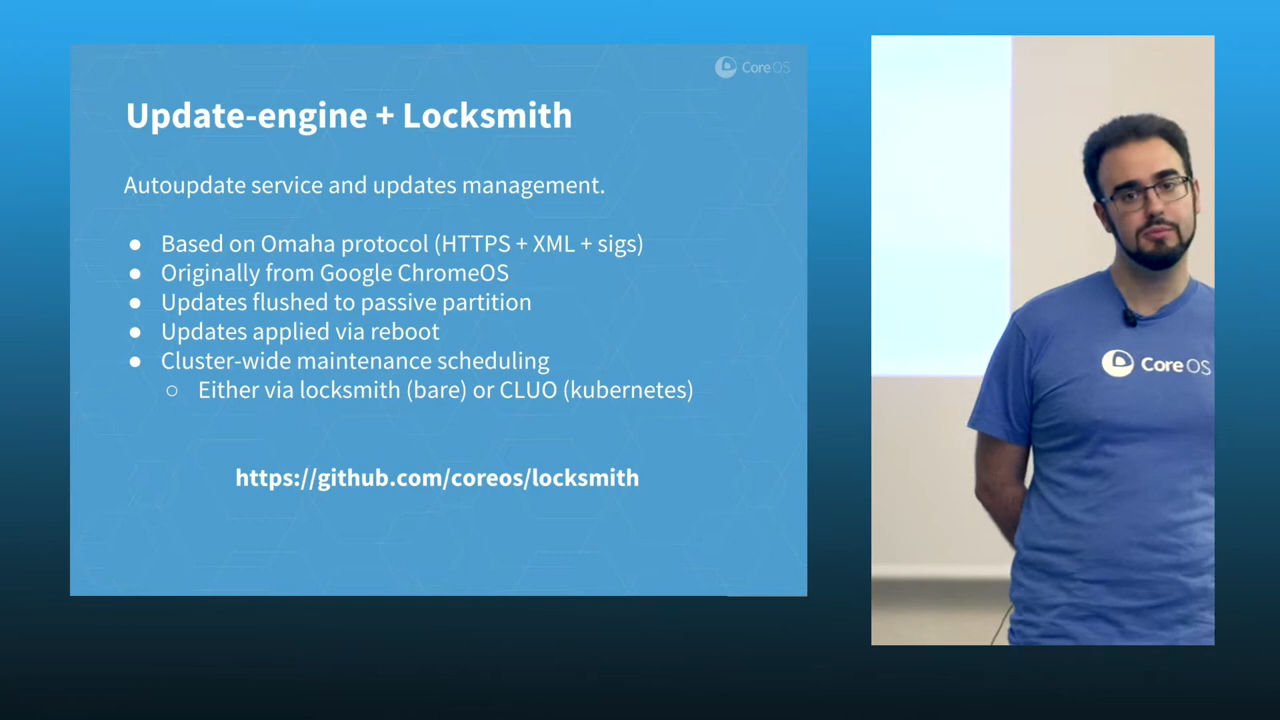 CoreOS
Update-engine + Locksmith
Autoupdate service and updates management.
● Based on Omaha protocol (HTTPS + XML + sigs)
● Originally from Google ChromeOS
● Updates flushed to passive partition
● Updates applied via reboot
● Cluster-wide maintenance scheduling
○ Either via locksmith (bare) or CLUO (kubernetes)
https://github.com/coreos/locksmith
CoreOS